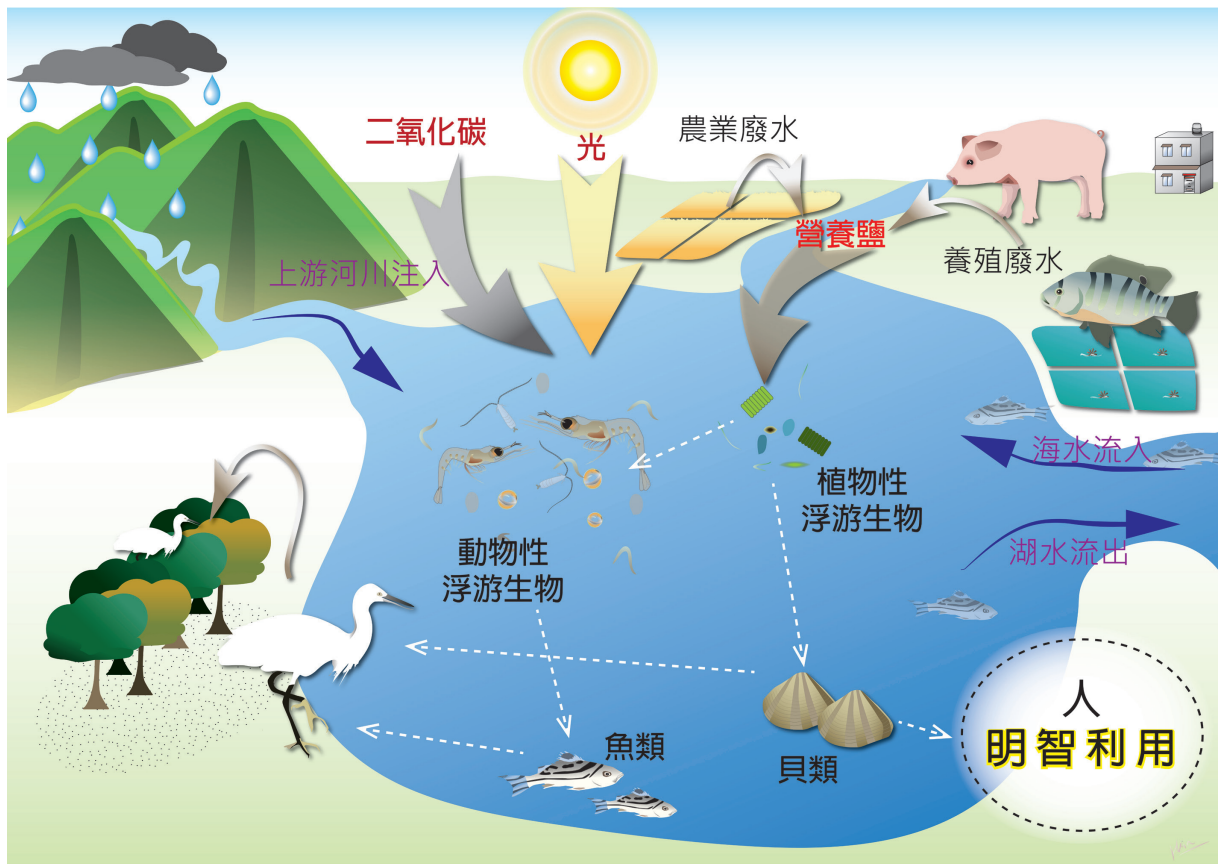 二氧化碳
光
農業廢水
營養鹽
養殖廢水
上游河川注入
海水流入
湖水流出
植物性
浮游生物
動物性
浮游生物
魚類
貝類
人
明智利用